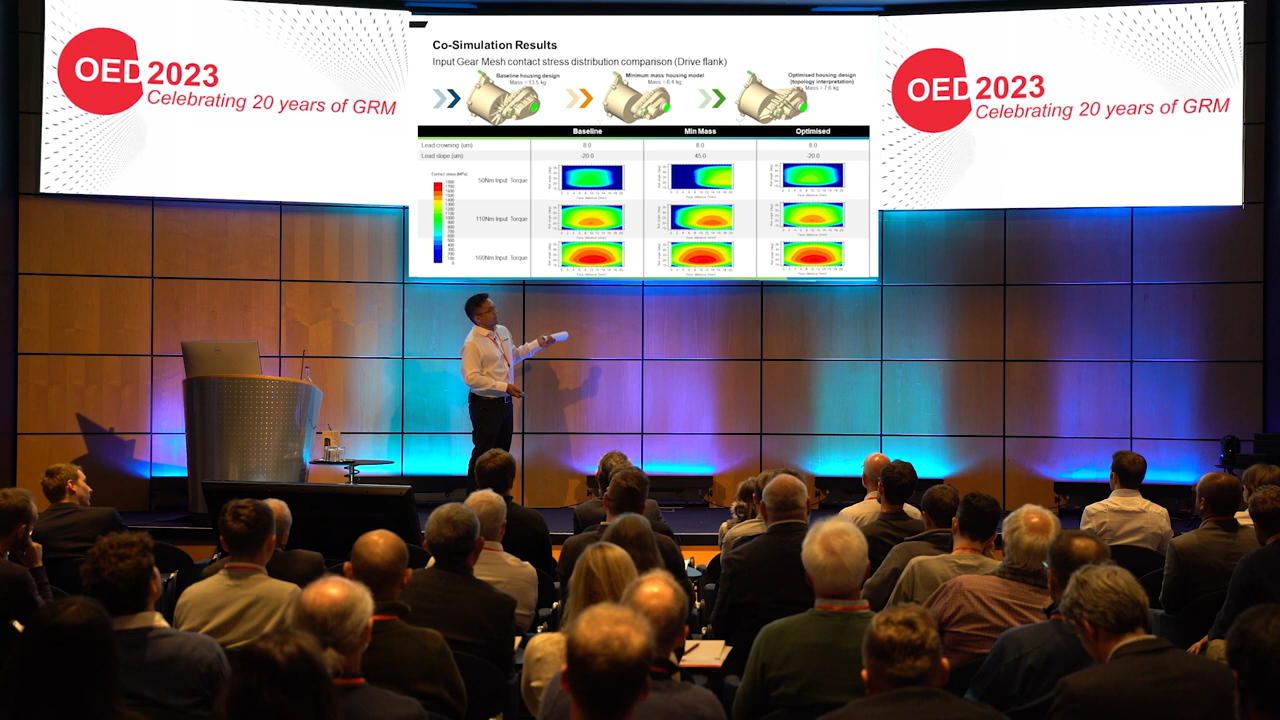 OED 2023
Celebrating 20 years of GRM
Co-Simulation Results
Input Gear Mesh contact stress distribution comparison (Drive flank)
Baseline housing design
Mass = 13.5 kg
Minimum mass housing model
Mass = 6.4 kg
Optimised housing design
(topology interpretation)
Mass = 7.6 kg
Baseline Min Mass Optimised
Lead crowning (um) 8.0 8.0 8.0
Lead slope (um) -20.0 45.0 -20.0
Contact stress (MPa)
50Nm Input Torque
110Nm Input Torque
160Nm Input Torque
OED 2023
Celebrating 20 years of GRM